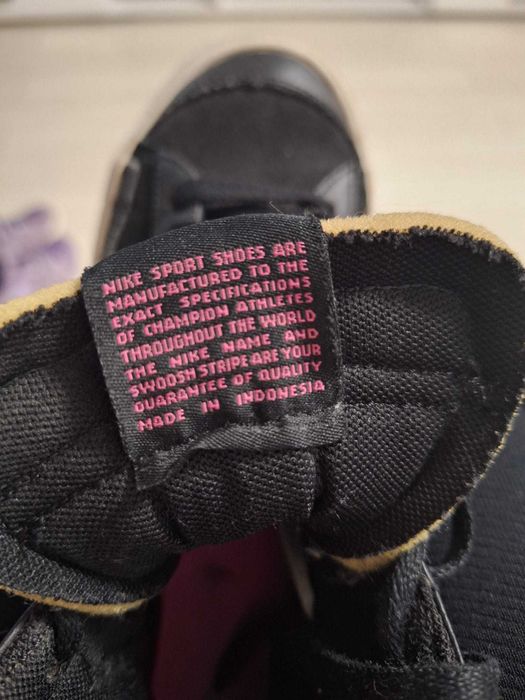 NIKE SPORT SHOES ARE
MANUFACTURED TO THE
EXACT SPECIFICATIONS
OF CHAMPION ATHLETES
THROUGHOUT THE WORLD
THE NIKE NAME AND
SWOOSH STRIPE ARE YOUR
GUARANTEE OF QUALITY
MADE IN INDONESIA